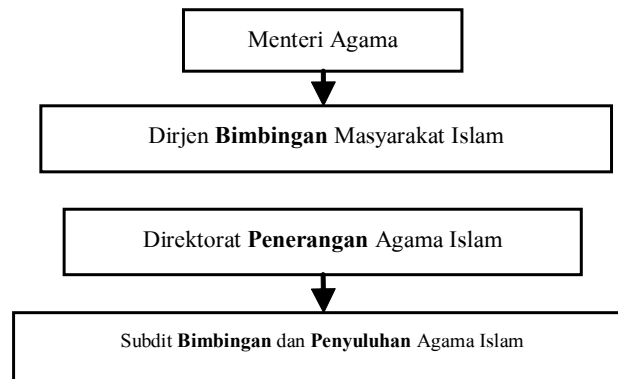 Menteri Agama
Dirjen Bimbingan Masyarakat Islam
Direktorat Penerangan Agama Islam
Subdit Bimbingan dan Penyuluhan Agama Islam